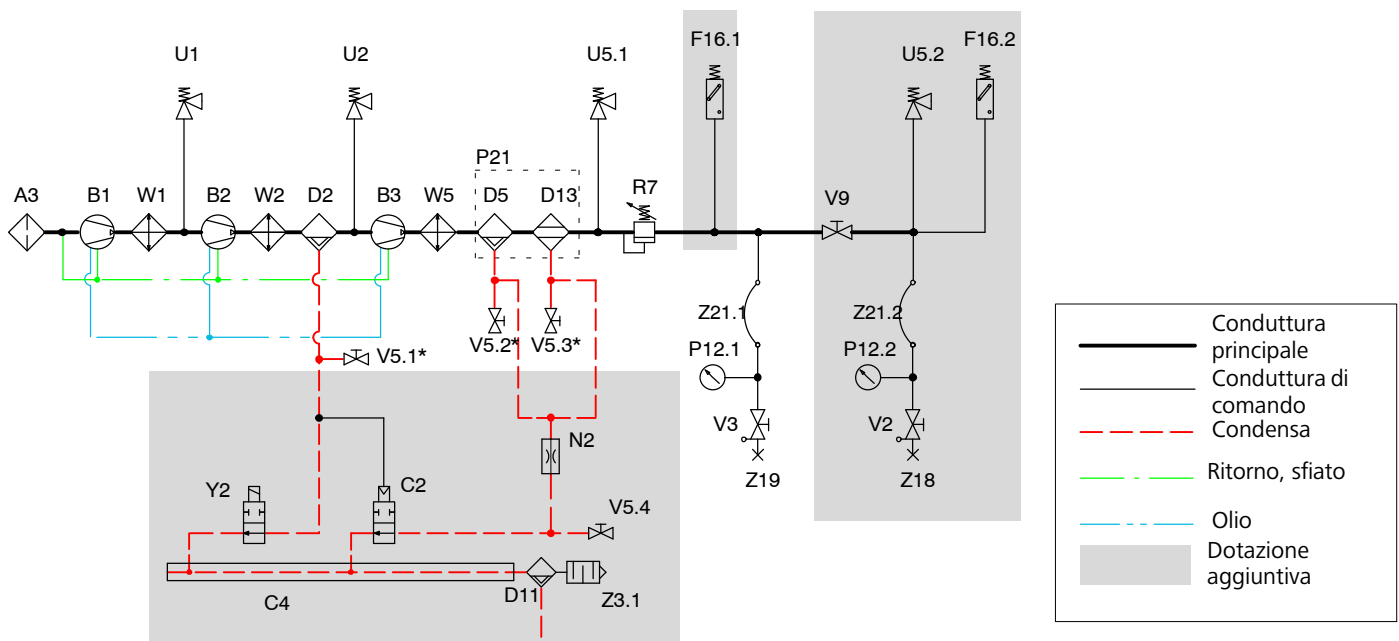 U1
U2
U5.1
F16.1
U5.2
F16.2
P21
A3
B1
W1
B2
W2
D2
B3
W5
D5
D13
R7
V9
V5.1*
V5.2*
V5.3*
Z21.1
Z21.2
P12.1
P12.2
V3
V2
Z19
Z18
N2
Y2
C2
V5.4
C4
D11
Z3.1
Conduttura
principale
Conduttura di
comando
Condensa
Ritorno, sfiato
Olio
Dotazione
aggiuntiva